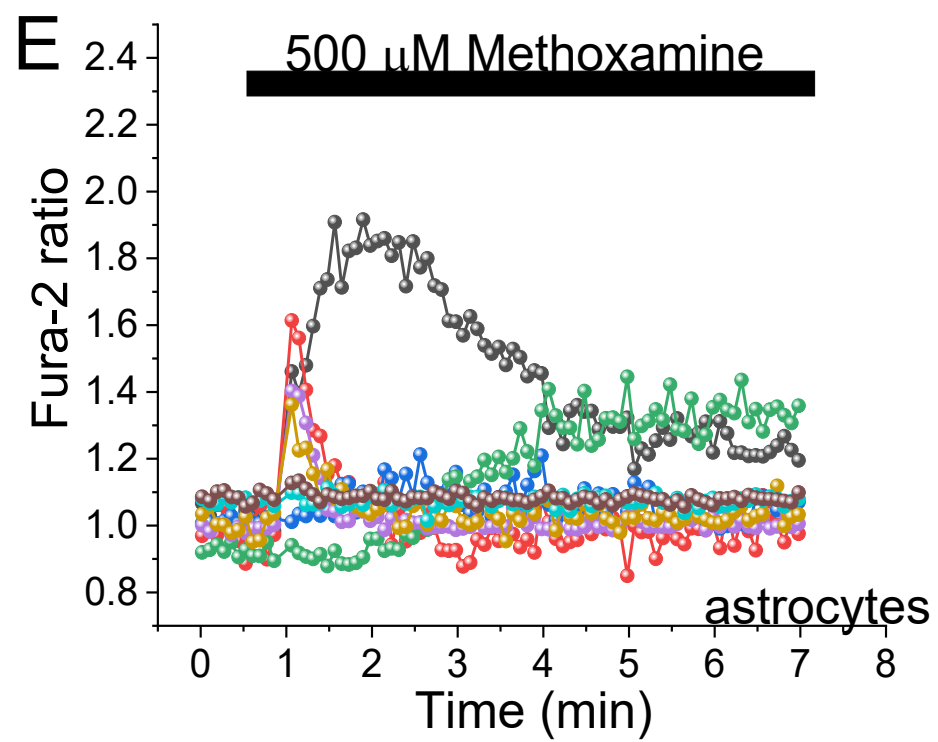 E
500 μM Methoxamine
Fura-2 ratio
2.4
2.2
2.0
1.8
1.6
1.4
1.2
1.0
0.8
astrocytes
0 1 2 3 4 5 6 7 8
Time (min)